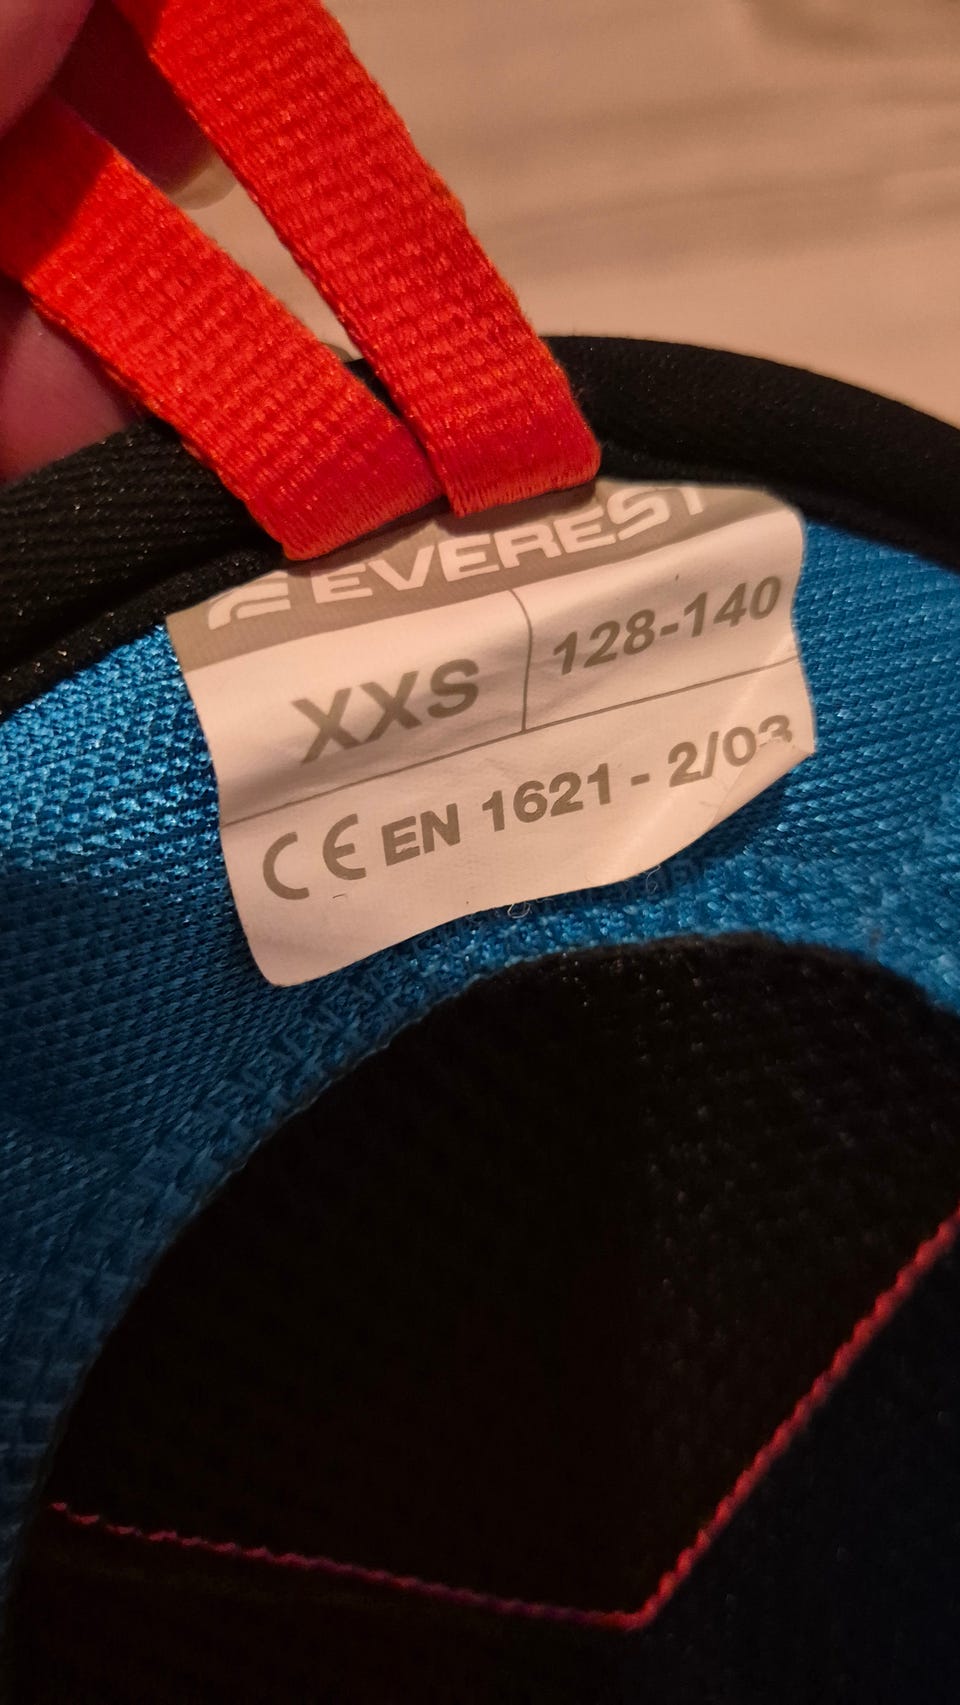 EVEREST
XXS 128-140
CE EN 1621 - 2/03